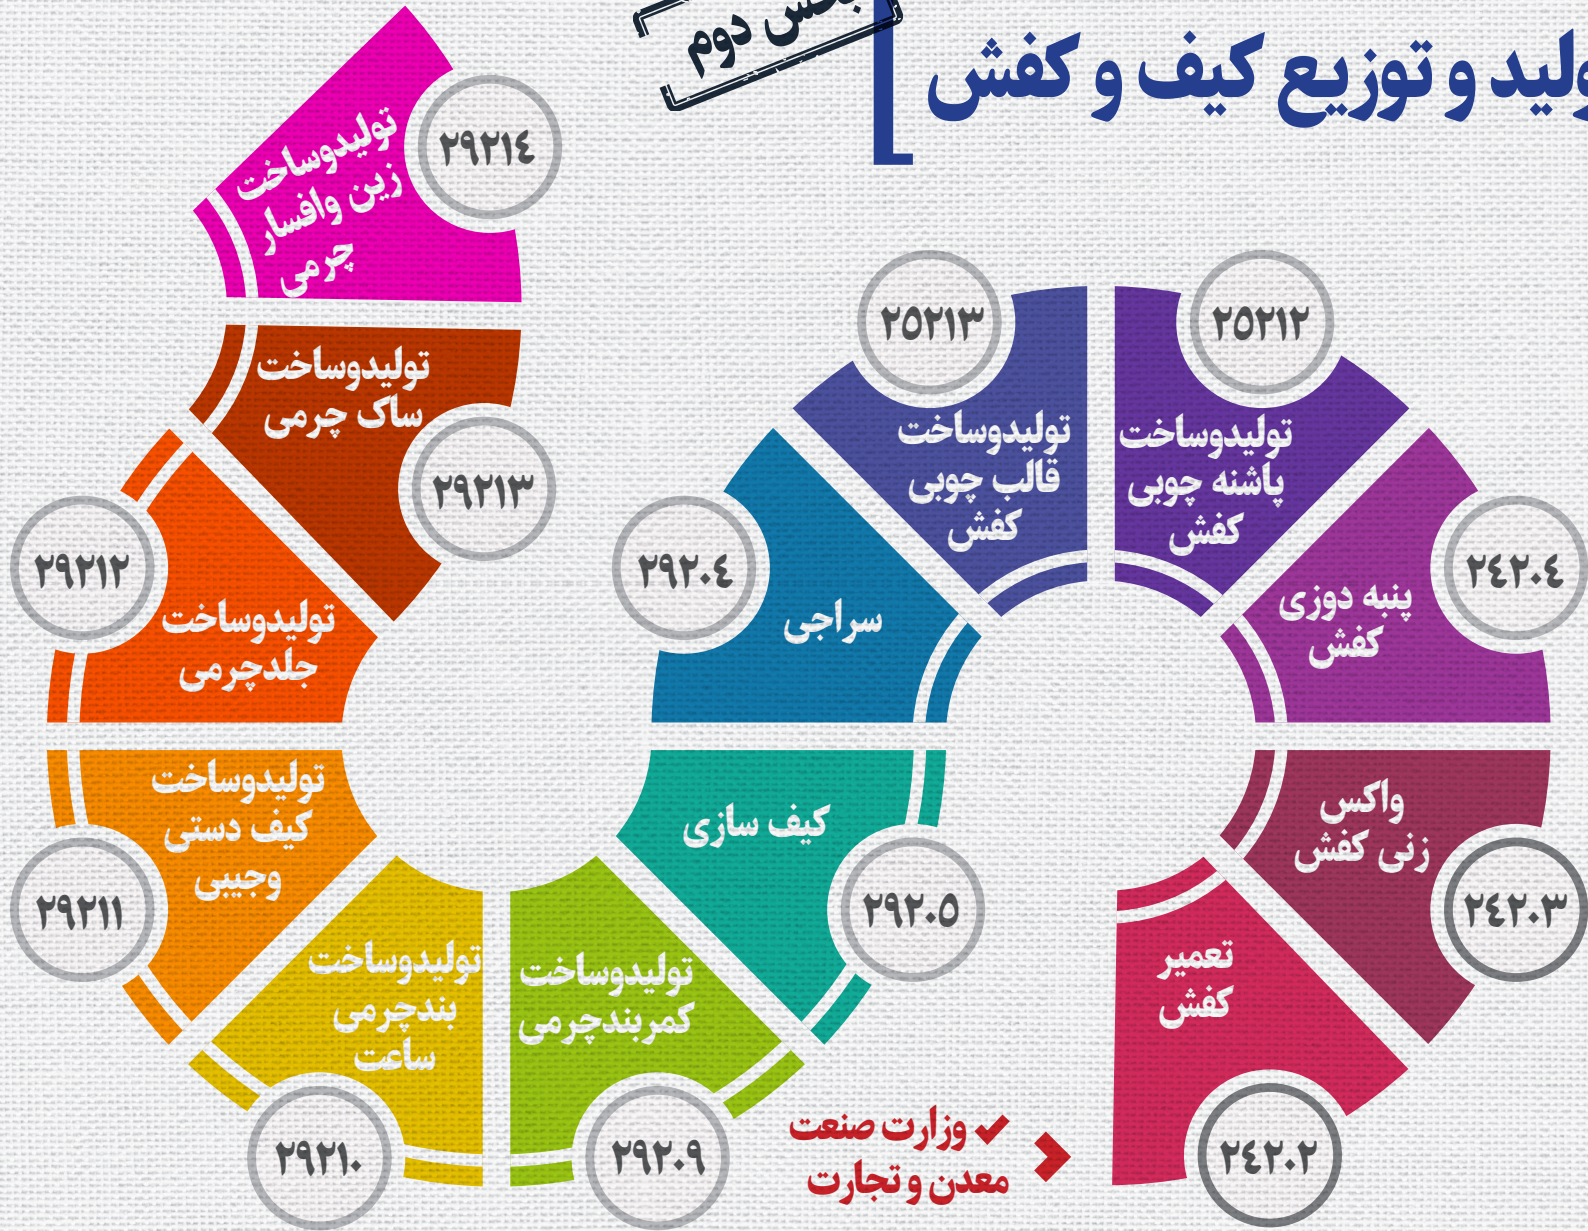 تولید و توزیع کیف و کفش
بخش دوم
وزارت صنعت
معدن و تجارت
تعمیر
کفش
۲۴۲۰۲
واکس
زنی کفش
۲۴۲۰۳
پنبه دوزی
کفش
۲۴۲۰۴
تولیدوساخت
پاشنه چوبی
کفش
۲۵۲۱۲
تولیدوساخت
قالب چوبی
کفش
۲۵۲۱۳
سراجی
۲۹۲۰۴
کیف سازی
۲۹۲۰۵
تولیدوساخت
کمربندچرمی
۲۹۲۰۹
تولیدوساخت
بندچرمی
ساعت
۲۹۲۱۰
تولیدوساخت
کیف دستی
وجیبی
۲۹۲۱۱
تولیدوساخت
جلدچرمی
۲۹۲۱۲
تولیدوساخت
ساک چرمی
۲۹۲۱۳
تولیدوساخت
زین وافسار
چرمی
۲۹۲۱۴